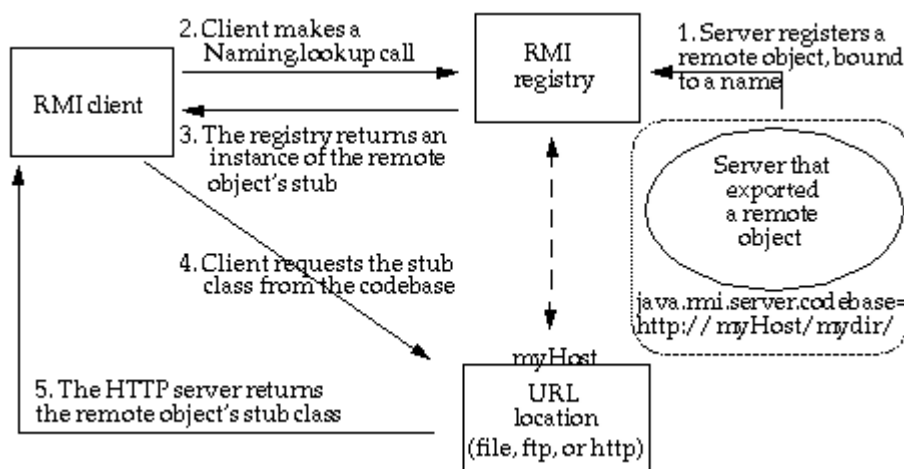 2. Client makes a
Naming.lookup call
RMI
registry
1. Server registers a
remote object, bound
to a name
RMI client
3. The registry returns an
instance of the remote
object's stub
Server that
exported
a remote
object
4. Client requests the stub
class from the codebase
java.rmi.server.codebase=
http://myHost/mydir/
myHost
5. The HTTP server returns
the remote object's stub class
URL
location
(file, ftp, or http)